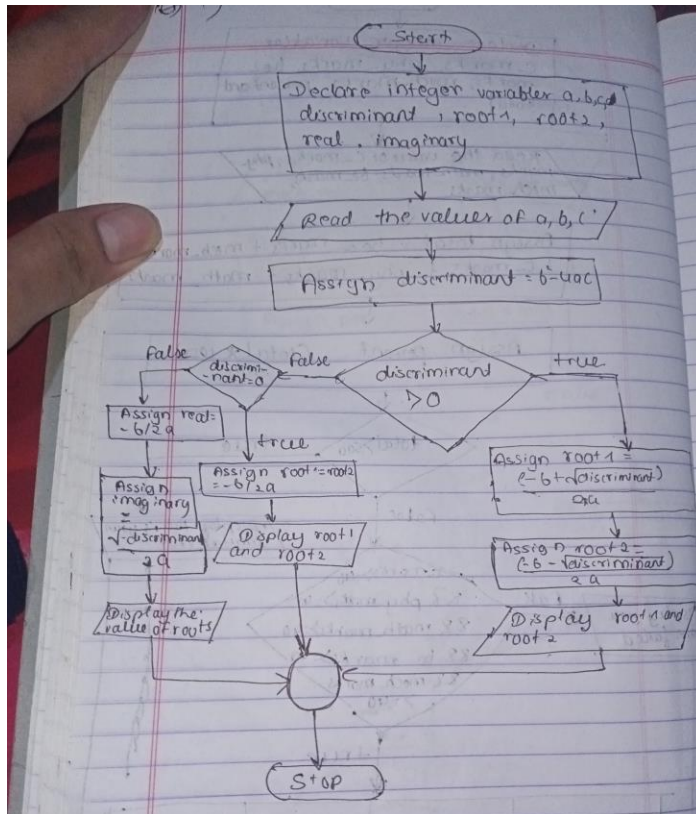 Start
Declare integer variables a,b,c,d
discriminant, root1, root2,
real, imaginary
Read the values of a,b,c
Assign discriminant = b²-4ac
discriminant
>0
true
False
discrimi-
-nant=0
False
true
Assign real=
-b/2a
Assign
imaginary
=
√-discriminant
2a
Display the
value of roots
Assign root1=root2
=-b/2a
Display root1
and root2
Assign root1 =
(-b+√discriminant)
2a
Assign root2=
(-b-√discriminant)
2a
Display root1 and
root2
Stop